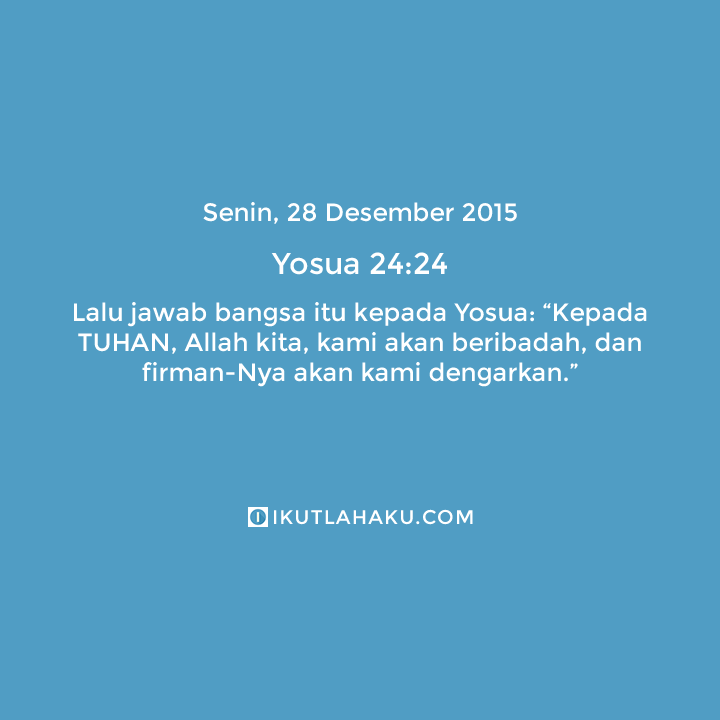 Senin, 28 Desember 2015
Yosua 24:24
Lalu jawab bangsa itu kepada Yosua: “Kepada
TUHAN, Allah kita, kami akan beribadah, dan
firman-Nya akan kami dengarkan.”
IKUTLAHAKU.COM